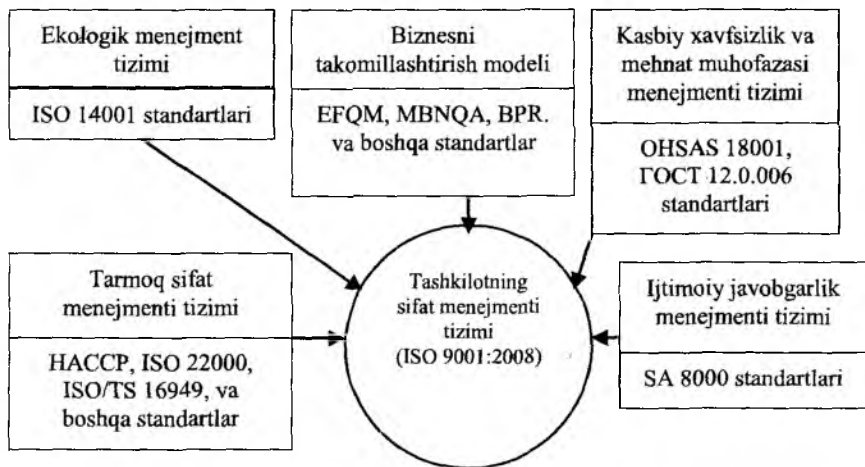 Ekologik menejment
tizimi
ISO 14001 standartlari
Biznesni
takomillashtirish modeli
EFQM, MBNQA, BPR.
va boshqa standartlar
Kasbiy xavfsizlik va
mehnat muhofazasi
menejmenti tizimi
OHSAS 18001,
ГОСТ 12.0.006
standartlari
Tarmoq sifat
menejmenti tizimi
HACCP, ISO 22000,
ISO/TS 16949, va
boshqa standartlar
Tashkilotning
sifat menejmenti
tizimi
(ISO 9001:2008)
Ijtimoiy javobgarlik
menejmenti tizimi
SA 8000 standartlari